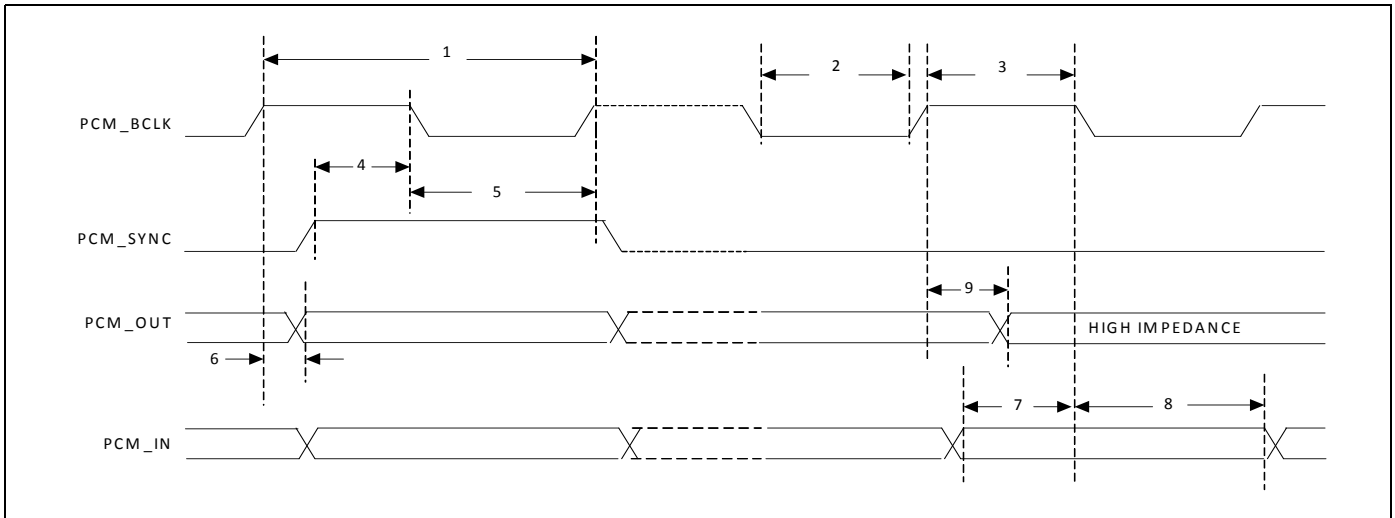 1
2
3
PCM_BCLK
4
5
PCM_SYNC
9
PCM_OUT
HIGH IMPEDANCE
6
7
8
PCM_IN